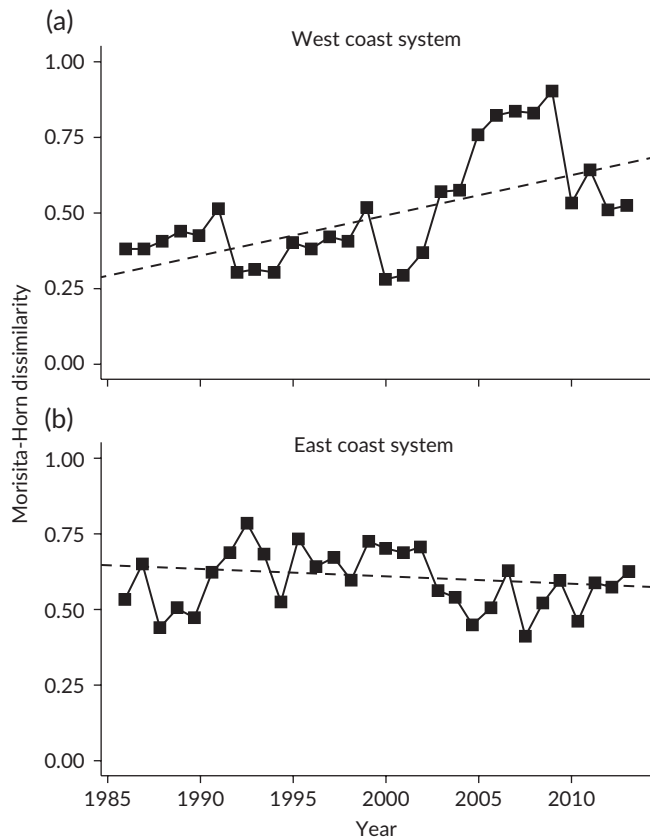 (a)
West coast system
1.00
0.75
0.50
0.25
0.00
Morisita-Horn dissimilarity
(b)
East coast system
1.00
0.75
0.50
0.25
0.00
1985 1990 1995 2000 2005 2010
Year